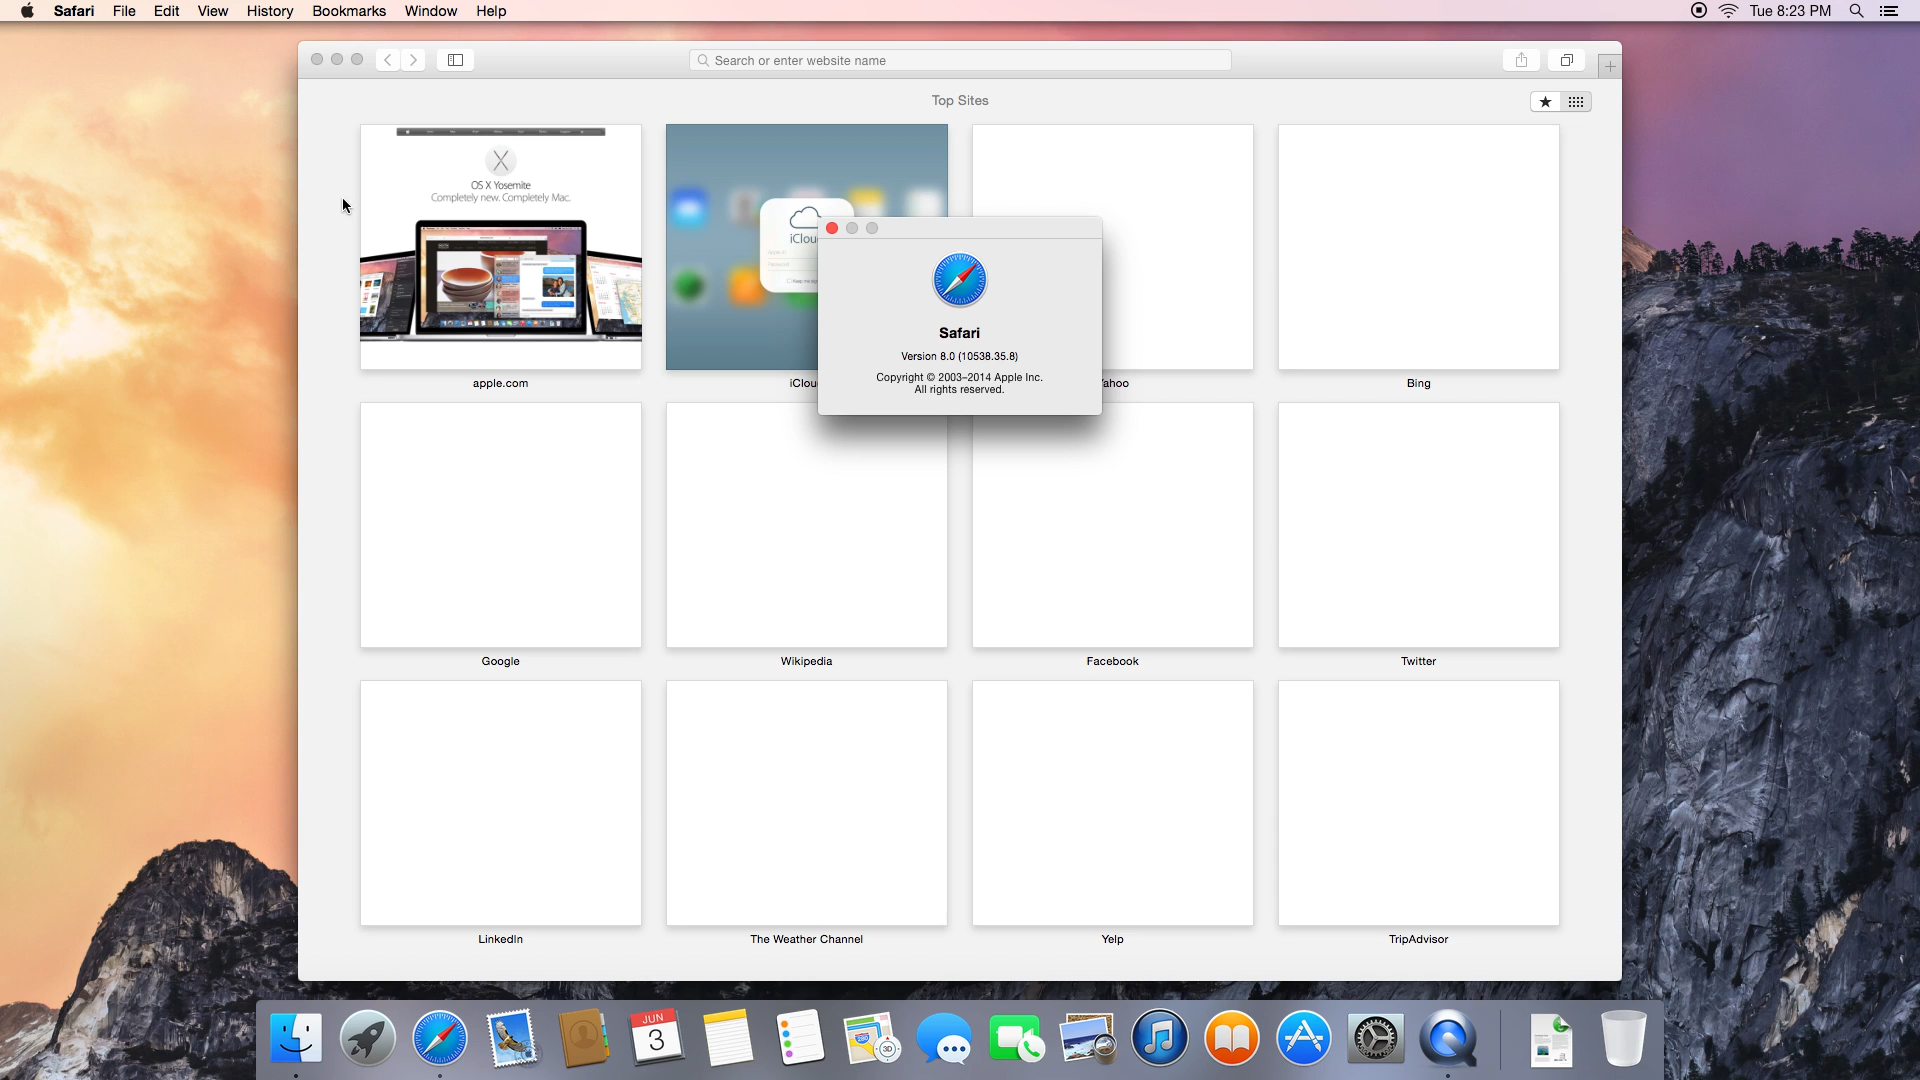 Safari File Edit View History Bookmarks Window Help
Tue 8:23 PM
Search or enter website name
Top Sites
OS X Yosemite
Completely new. Completely Mac.
iClou
Safari
Version 8.0 (10538.35.8)
Copyright © 2003–2014 Apple Inc.
All rights reserved.
apple.com
iClou
ahoo
Bing
Google
Wikipedia
Facebook
Twitter
LinkedIn
The Weather Channel
Yelp
TripAdvisor
JUN
3
280
3D